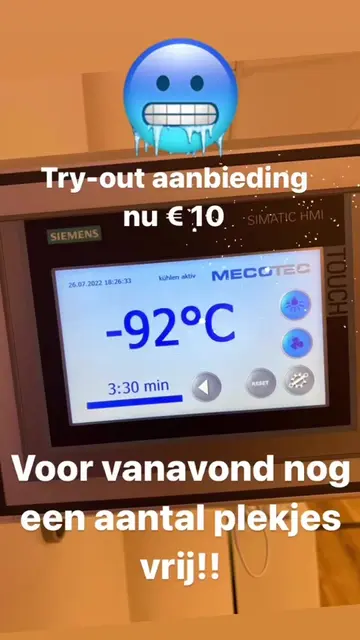 Try-out aanbieding
nu € 10
SIEMENS
SIMATIC HMI
TOUCH
26.07.2022 18:26:33
kühlen aktiv
MECOTEC
-92°C
3:30 min
RESET
Voor vanavond nog
een aantal plekjes
vrij!!